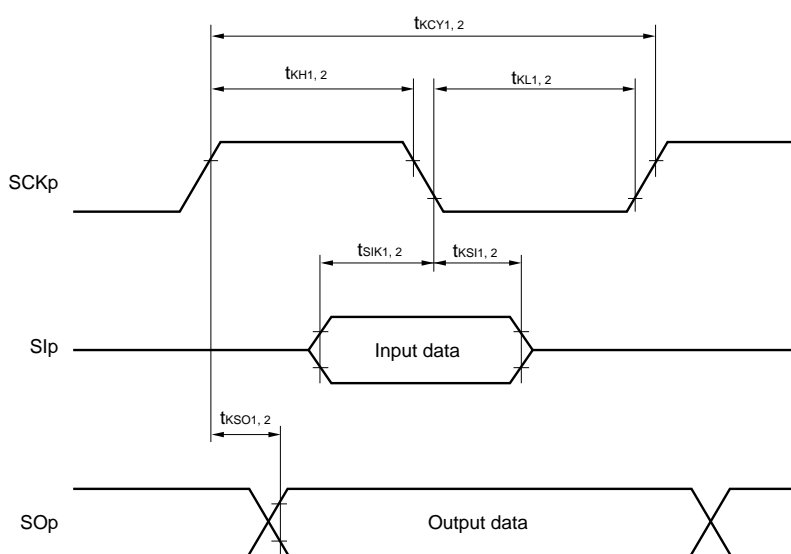 tKCY1, 2
tKH1, 2
tKL1, 2
SCKp
tSIK1, 2
tKSI1, 2
SIp
Input data
tKSO1, 2
SOp
Output data